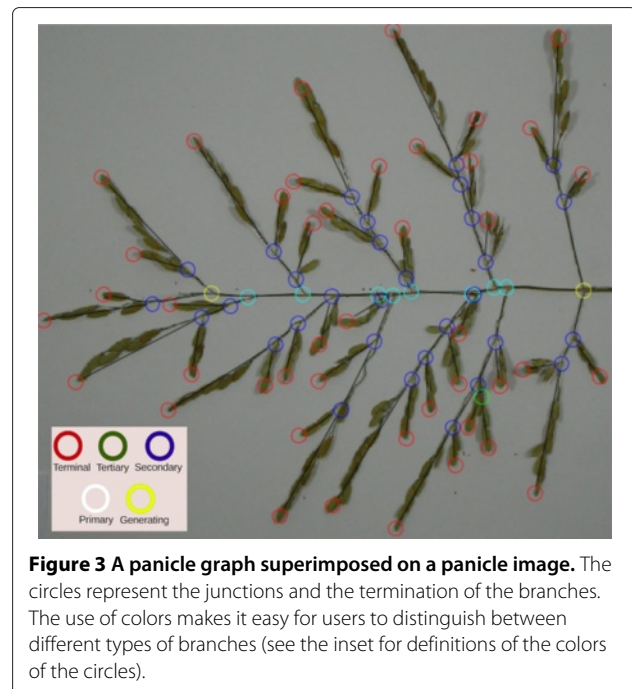 Terminal Tertiary Secondary
Primary Generating
Figure 3 A panicle graph superimposed on a panicle image. The
circles represent the junctions and the termination of the branches.
The use of colors makes it easy for users to distinguish between
different types of branches (see the inset for definitions of the colors
of the circles).